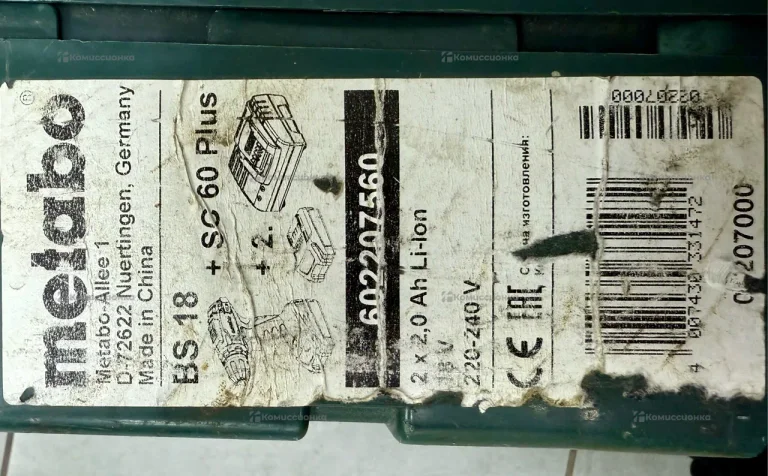 metabo®
Metabo-Allee 1
D-72622 Nuertingen, Germany
Made in China
BS 18 + SC 60 Plus
+ 2.
602207560
2 x 2,0 Ah Li-Ion
18 V
220-240 V
CE EAC
изготовления:
02207000
4 007430 331472
207000
Комиссионка
Комиссионка
Комиссионка
Комиссионка